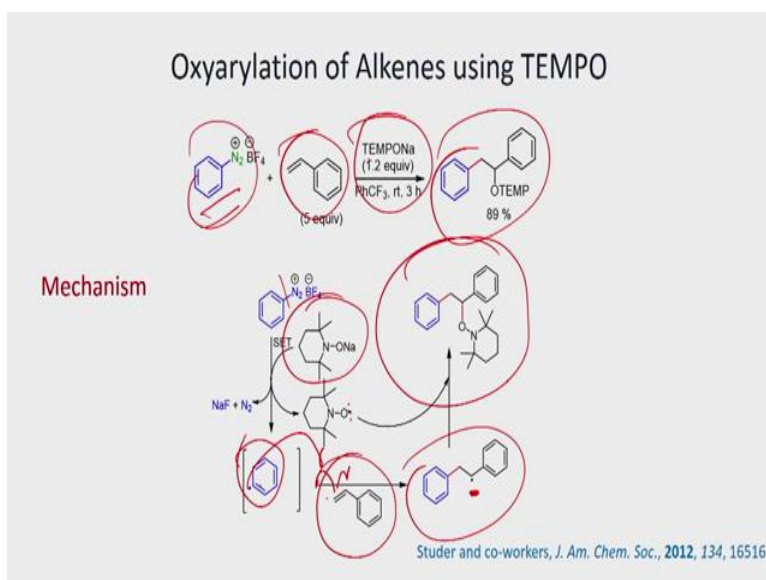 Oxyarylation of Alkenes using TEMPO
⊕ ⊖
N2 BF4
+
(5 equiv)
TEMPONa
(1.2 equiv)
PhCF3, rt, 3 h
OTEMP
89 %
Mechanism
⊕ ⊖
N2 BF4
SET
N-ONa
NaF + N2
N-O
O
N
Studer and co-workers, J. Am. Chem. Soc., 2012, 134, 16516